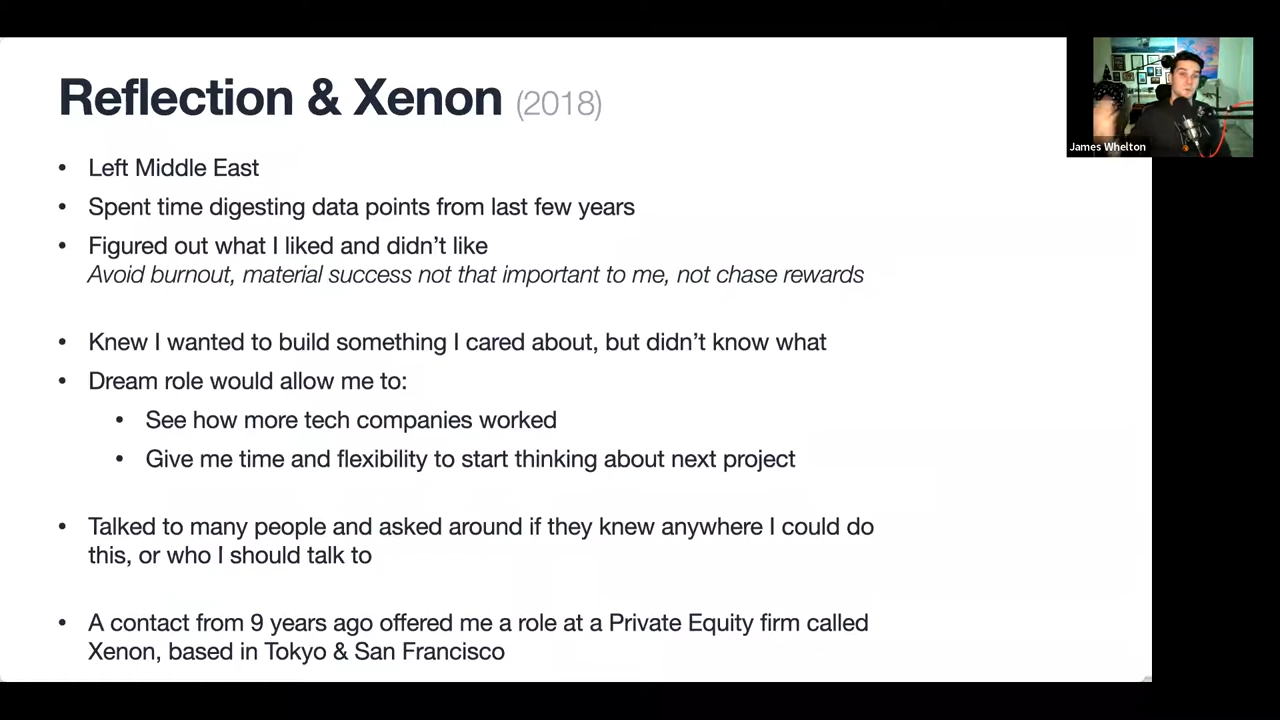 Reflection & Xenon (2018)
James Whelton
• Left Middle East
• Spent time digesting data points from last few years
• Figured out what I liked and didn’t like
Avoid burnout, material success not that important to me, not chase rewards
• Knew I wanted to build something I cared about, but didn’t know what
• Dream role would allow me to:
• See how more tech companies worked
• Give me time and flexibility to start thinking about next project
• Talked to many people and asked around if they knew anywhere I could do
this, or who I should talk to
• A contact from 9 years ago offered me a role at a Private Equity firm called
Xenon, based in Tokyo & San Francisco